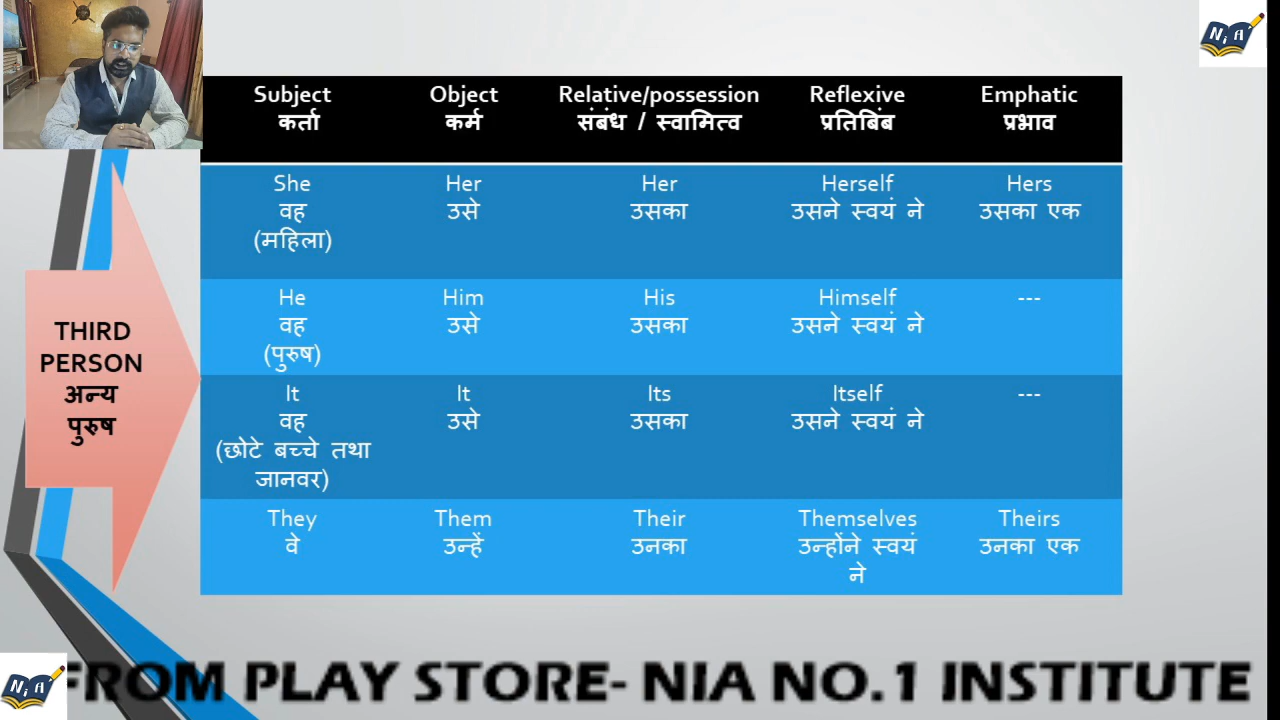 NiA
Subject Object Relative/possession Reflexive Emphatic
कर्ता कर्म संबंध / स्वामित्व प्रतिबिंब प्रभाव
She Her Her Herself Hers
वह उसे उसका उसने स्वयं ने उसका एक
(महिला)
He Him His Himself ---
वह उसे उसका उसने स्वयं ने
(पुरुष)
It It Its Itself ---
वह उसे उसका उसने स्वयं ने
(छोटे बच्चे तथा
जानवर)
They Them Their Themselves Theirs
वे उन्हें उनका उन्होंने स्वयं उनका एक
ने
THIRD
PERSON
अन्य
पुरुष
FROM PLAY STORE- NIA NO.1 INSTITUTE
NiA